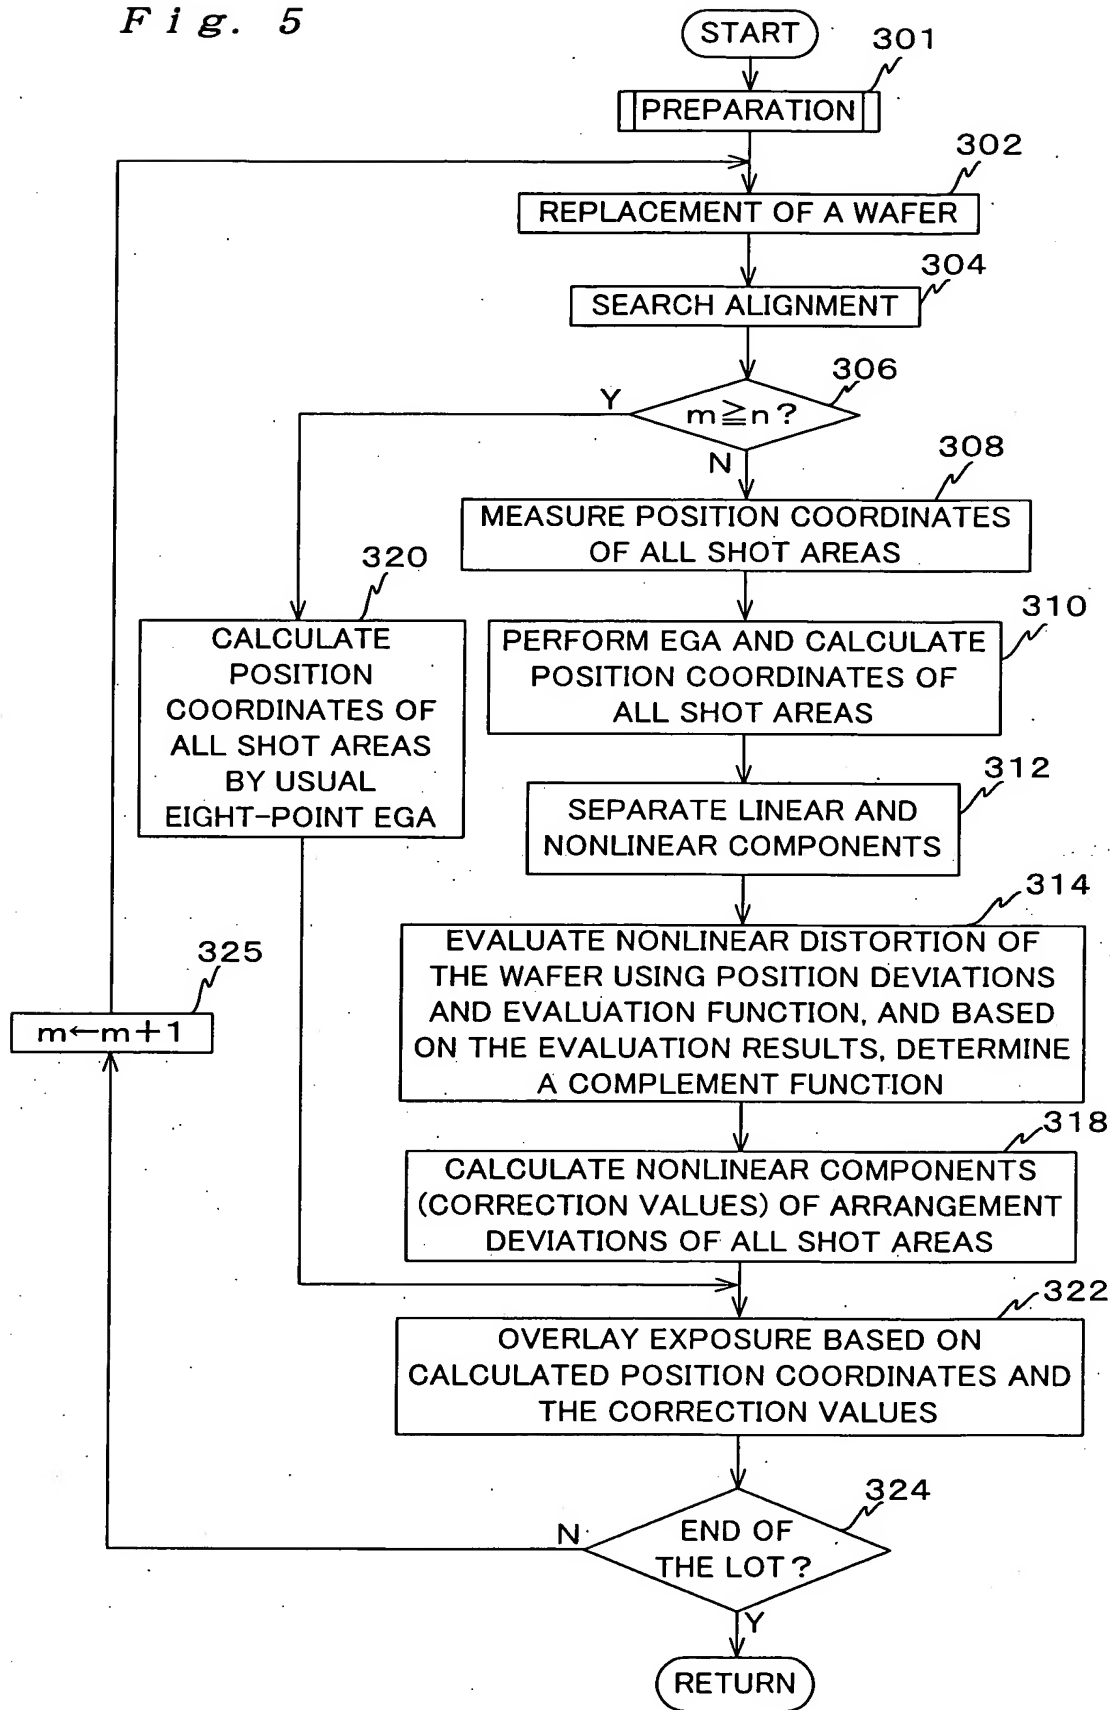 Fig. 5
START
301
PREPARATION
302
REPLACEMENT OF A WAFER
304
SEARCH ALIGNMENT
306
Y
m≧n?
N
308
MEASURE POSITION COORDINATES
OF ALL SHOT AREAS
320
CALCULATE
POSITION
COORDINATES OF
ALL SHOT AREAS
BY USUAL
EIGHT-POINT EGA
310
PERFORM EGA AND CALCULATE
POSITION COORDINATES OF
ALL SHOT AREAS
312
SEPARATE LINEAR AND
NONLINEAR COMPONENTS
314
EVALUATE NONLINEAR DISTORTION OF
THE WAFER USING POSITION DEVIATIONS
AND EVALUATION FUNCTION, AND BASED
ON THE EVALUATION RESULTS, DETERMINE
A COMPLEMENT FUNCTION
325
m←m+1
318
CALCULATE NONLINEAR COMPONENTS
(CORRECTION VALUES) OF ARRANGEMENT
DEVIATIONS OF ALL SHOT AREAS
322
OVERLAY EXPOSURE BASED ON
CALCULATED POSITION COORDINATES AND
THE CORRECTION VALUES
324
N
END OF
THE LOT?
Y
RETURN